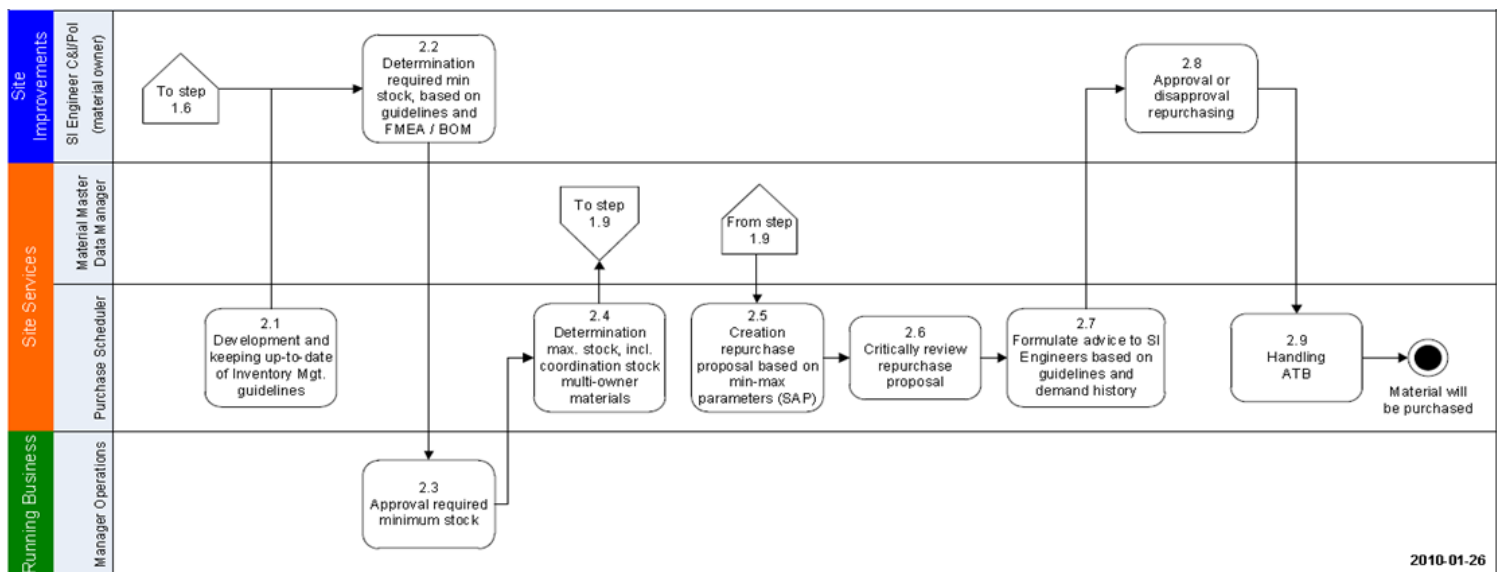 Site
Improvements
SI Engineer C&I/Pol
(material owner)
To step
1.6
2.2
Determination
required min
stock, based on
guidelines and
FMEA / BOM
2.8
Approval or
disapproval
repurchasing
Site Services
Material Master
Data Manager
To step
1.9
From step
1.9
Purchase Scheduler
2.1
Development and
keeping up-to-date
of Inventory Mgt.
guidelines
2.4
Determination
max. stock, incl.
coordination stock
multi-owner
materials
2.5
Creation
repurchase
proposal based on
min-max
parameters (SAP)
2.6
Critically review
repurchase
proposal
2.7
Formulate advice to SI
Engineers based on
guidelines and
demand history
2.9
Handling
ATB
Material will
be purchased
Running Business
Manager Operations
2.3
Approval required
minimum stock
2010-01-26